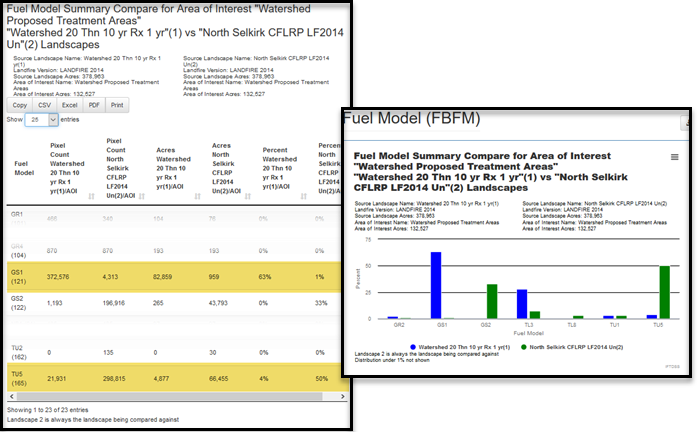 Fuel Model Summary Compare for Area of Interest "Watershed
Proposed Treatment Areas"
"Watershed 20 Thn 10 yr Rx 1 yr"(1) vs "North Selkirk CFLRP LF2014
Un"(2) Landscapes
Source Landscape Name: Watershed 20 Thn 10 yr Rx 1
yr(1)
Landfire Version: LANDFIRE 2014
Source Landscape Acres: 378,963
Area of Interest Name: Watershed Proposed Treatment
Areas
Area of Interest Acres: 132,527
Source Landscape Name: North Selkirk CFLRP LF2014
Un(2)
Landfire Version: LANDFIRE 2014
Source Landscape Acres: 378,963
Area of Interest Name: Watershed Proposed Treatment
Areas
Area of Interest Acres: 132,527
Copy CSV Excel PDF Print
Show 25 entries
Fuel
Model
Pixel
Count
Watershed
20 Thn 10
yr Rx 1
yr(1)/AOI
Pixel
Count
North
Selkirk
CFLRP
LF2014
Un(2)/AOI
Acres
Watershed
20 Thn 10
yr Rx 1
yr(1)/AOI
Acres
North
Selkirk
CFLRP
LF2014
Un(2)/AOI
Percent
Watershed
20 Thn 10
yr Rx 1
yr(1)/AOI
Percent
North
Selkirk
CFLRP
LF2014
Un(2)/AOI
GR1 0% 0%
GR4
(104) 870 870 193 193 0% 0%
GS1
(121) 372,576 4,313 82,859 959 63% 1%
GS2
(122) 1,193 196,916 265 43,793 0% 33%
TU2
(162) 0 135 0 30 0% 0%
TU5
(165) 21,931 298,815 4,877 66,455 4% 50%
Showing 1 to 23 of 23 entries
Landscape 2 is always the landscape being compared against
Fuel Model (FBFM)
Fuel Model Summary Compare for Area of Interest
"Watershed Proposed Treatment Areas"
"Watershed 20 Thn 10 yr Rx 1 yr"(1) vs "North Selkirk
CFLRP LF2014 Un"(2) Landscapes
Source Landscape Name: Watershed 20 Thn 10 yr Rx 1 yr(1)
Landfire Version: LANDFIRE 2014
Source Landscape Acres: 378,963
Area of Interest Name: Watershed Proposed Treatment Areas
Area of Interest Acres: 132,527
Source Landscape Name: North Selkirk CFLRP LF2014 Un(2)
Landfire Version: LANDFIRE 2014
Source Landscape Acres: 378,963
Area of Interest Name: Watershed Proposed Treatment Areas
Area of Interest Acres: 132,527
75
50
25
0
Percent
GR2 GS1 GS2 TL3 TL8 TU1 TU5
Fuel Model
Watershed 20 Thn 10 yr Rx 1 yr(1) North Selkirk CFLRP LF2014 Un(2)
Landscape 2 is always the landscape being compared against
Distribution under 1% not shown
IFTDSS